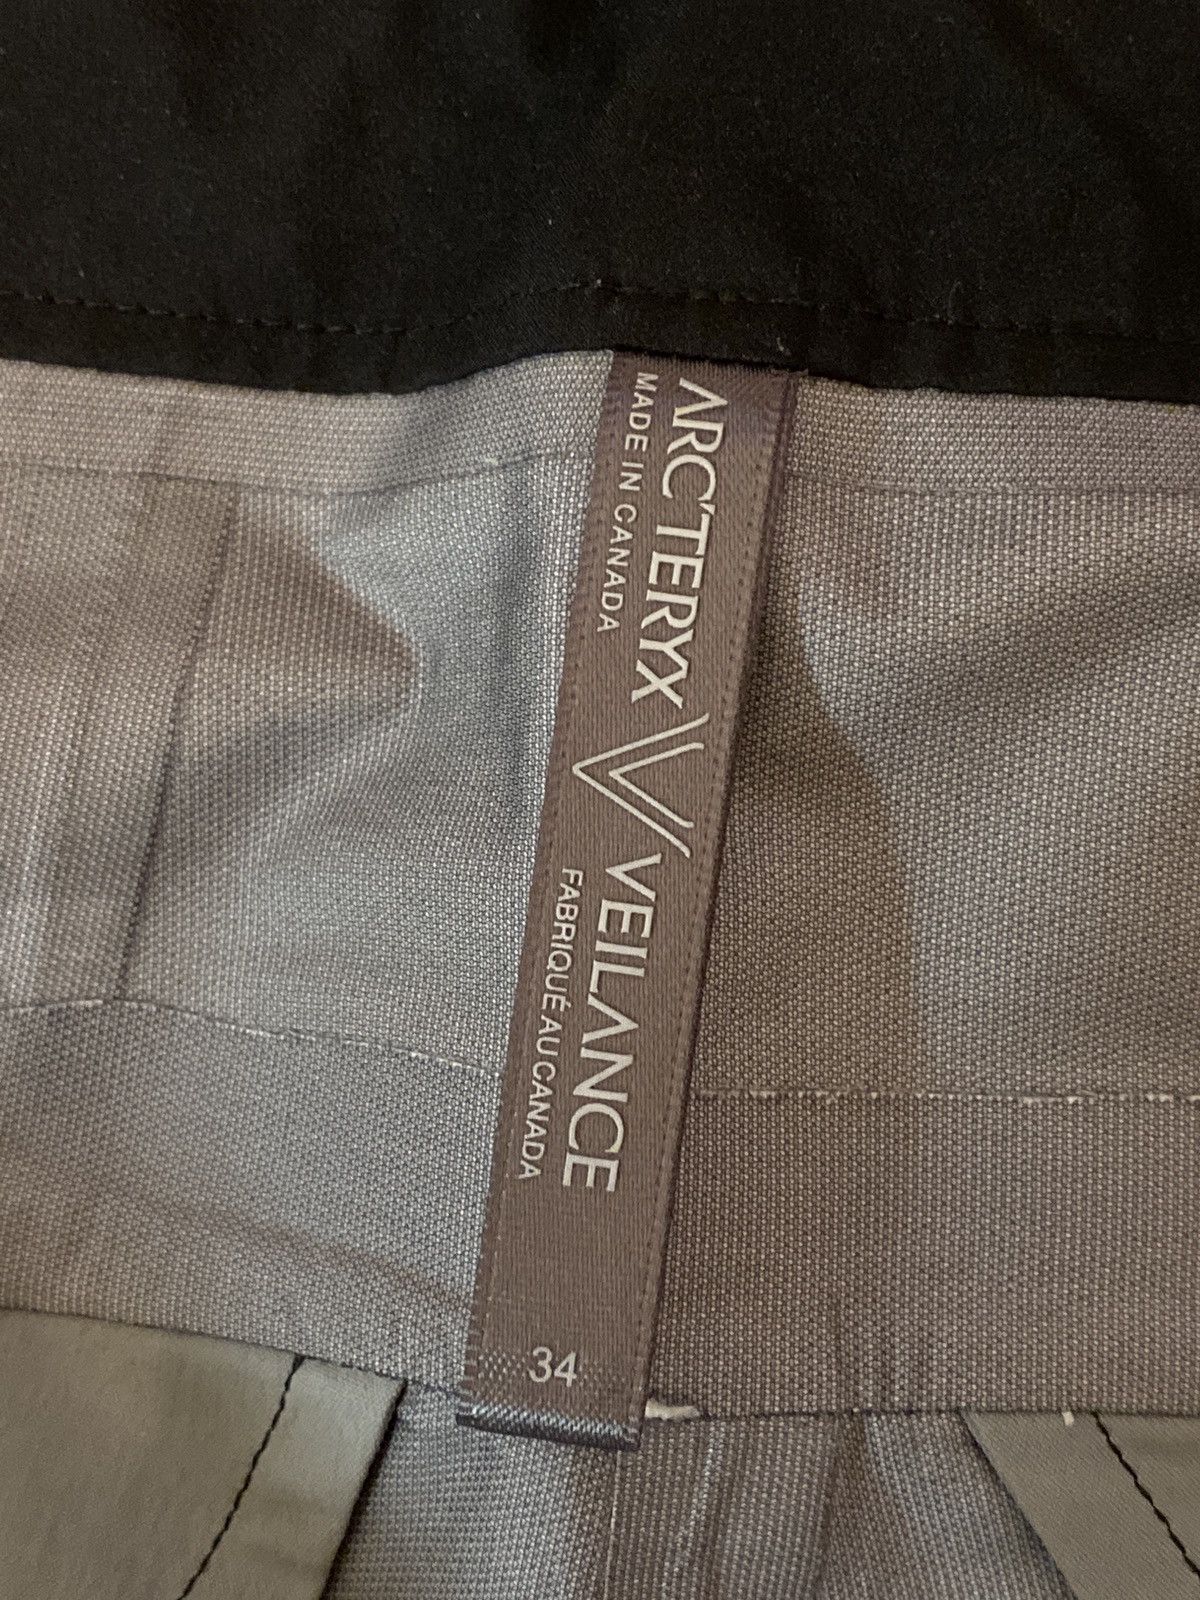 ARC'TERYX VEILANCE
MADE IN CANADA FABRIQUÉ AU CANADA
34